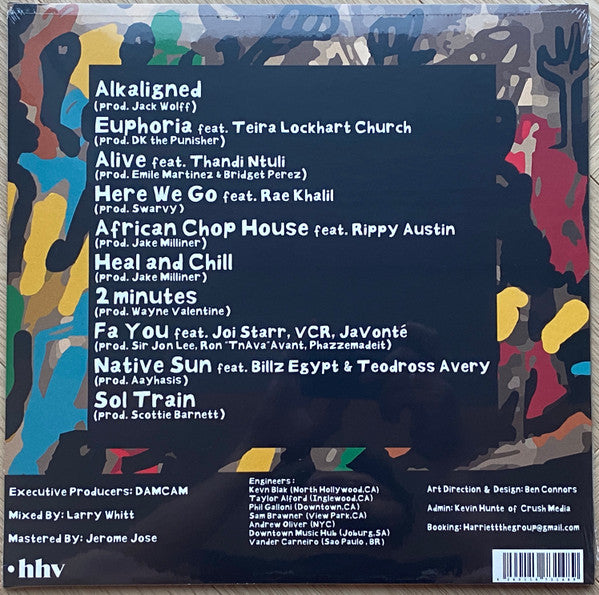 Alkaligned
(prod. Jack Wolff)
Euphoria feat. Teira Lockhart Church
(prod. DK the Punisher)
Alive feat. Thandi Ntuli
(prod. Emile Martinez & Bridget Perez)
Here We Go feat. Rae Khalil
(prod. Swarvy)
African Chop House feat. Rippy Austin
(prod. Jake Milliner)
Heal and Chill
(prod. Jake Milliner)
2 minutes
(prod. Wayne Valentine)
Fa You feat. Joi Starr, VCR, JaVonté
(prod. Sir Jon Lee, Ron "TnAva" Avant, Phazzemadeit)
Native Sun feat. Billz Egypt & Teodross Avery
(prod. Aayhasis)
Sol Train
(prod. Scottie Barnett)
Executive Producers: DAMCAM
Mixed By: Larry Whitt
Mastered By: Jerome Jose
•hhv
Engineers:
Kevn Blak (North Hollywood,CA)
Taylor Alford (Inglewood,CA)
Phil Galloni (Downtown,CA)
Sam Brawner (View Park,CA)
Andrew Oliver (NYC)
Downtown Music Hub (Joburg,SA)
Vander Carneiro (Sao Paulo , BR)
Art Direction & Design: Ben Connors
Admin: Kevin Hunte of Crush Media
Booking: Harriettthegroup@gmail.com